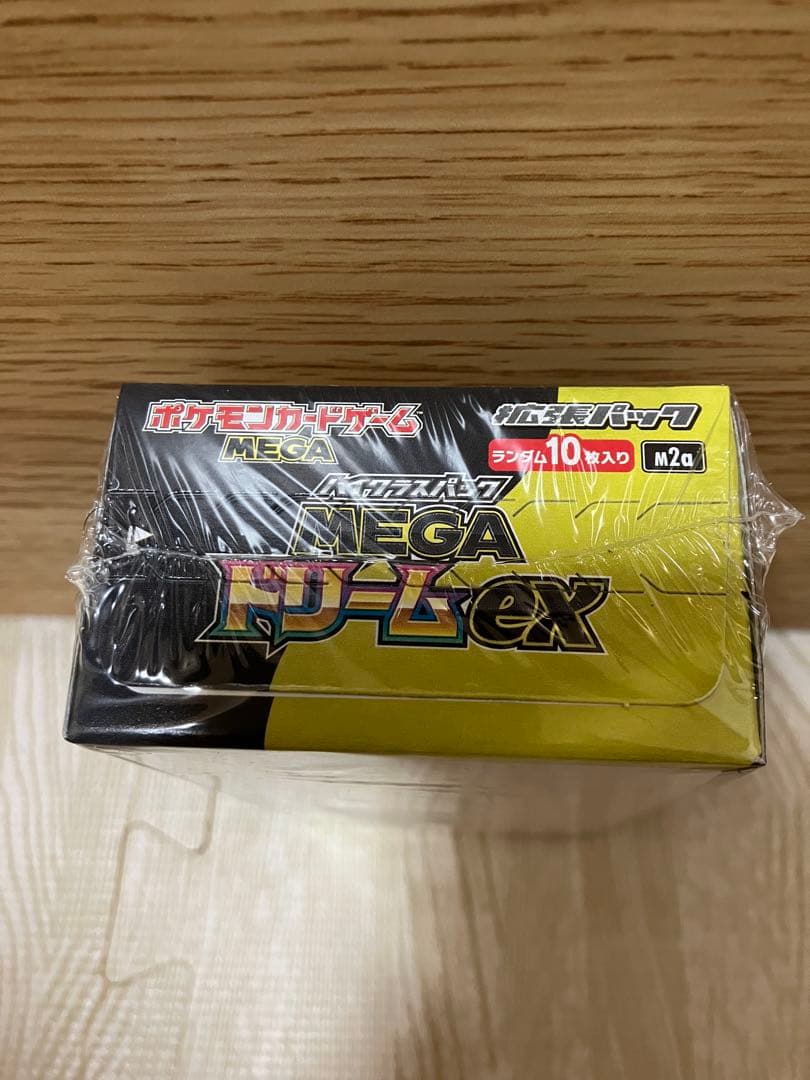 ポケモンカードゲーム
MEGA
拡張パック
ランダム10枚入り
M2a
ハイクラスパック
MEGA
ドリームex